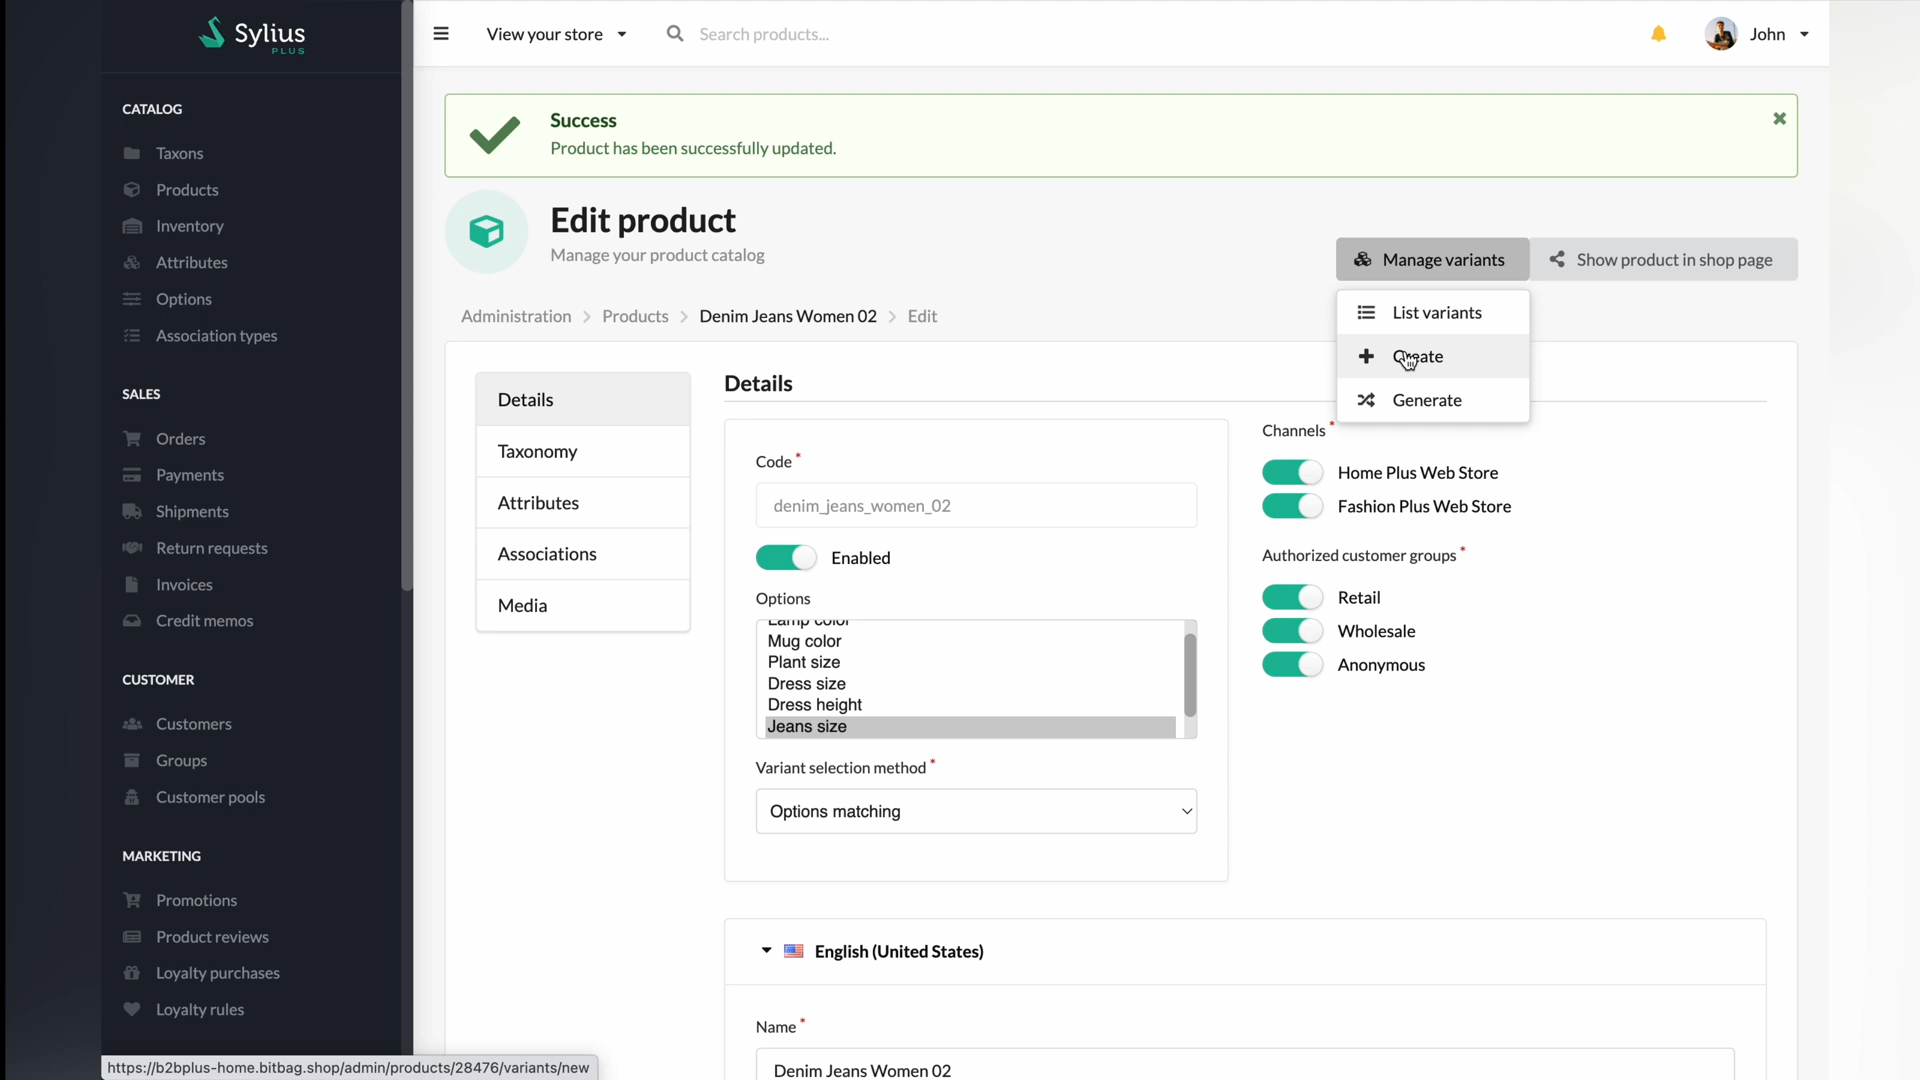 Sylius
PLUS
View your store
Search products...
John
CATALOG
Taxons
Products
Inventory
Attributes
Options
Association types
SALES
Orders
Payments
Shipments
Return requests
Invoices
Credit memos
CUSTOMER
Customers
Groups
Customer pools
MARKETING
Promotions
Product reviews
Loyalty purchases
Loyalty rules
https://b2bplus-home.bitbag.shop/admin/products/28476/variants/new
Success
Product has been successfully updated.
Edit product
Manage your product catalog
Manage variants
Show product in shop page
List variants
Create
Generate
Administration > Products > Denim Jeans Women 02 > Edit
Details
Taxonomy
Attributes
Associations
Media
Details
Code *
denim_jeans_women_02
Enabled
Options
Lamp color
Mug color
Plant size
Dress size
Dress height
Jeans size
Variant selection method *
Options matching
Channels *
Home Plus Web Store
Fashion Plus Web Store
Authorized customer groups *
Retail
Wholesale
Anonymous
English (United States)
Name *
Denim Jeans Women 02